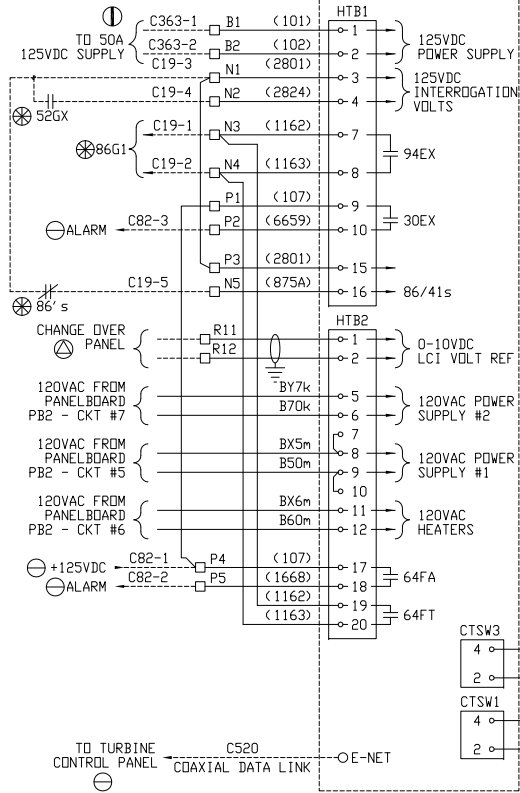 HTB1
C363-1 B1 (101) 1
TO 50A
125VDC SUPPLY
125VDC
POWER SUPPLY
C363-2 B2 (102) 2
C19-3 N1 (2801) 3
125VDC
INTERROGATION
VOLTS
C19-4 N2 (2824) 4
52GX
C19-1 N3 (1162) 7
86G1
94EX
C19-2 N4 (1163) 8
P1 (107) 9
30EX
ALARM C82-3 P2 (6659) 10
P3 (2801) 15
C19-5 N5 (875A) 16 86/41s
86's
HTB2
CHANGE OVER
PANEL
R11 1
0-10VDC
LCI VOLT REF
R12 2
120VAC FROM
PANELBOARD
PB2 - CKT #7
BY7k 5
B70k 6
120VAC POWER
SUPPLY #2
7
120VAC FROM
PANELBOARD
PB2 - CKT #5
BX5m 8
B50m 9
120VAC POWER
SUPPLY #1
10
120VAC FROM
PANELBOARD
PB2 - CKT #6
BX6m 11
B60m 12
120VAC
HEATERS
+125VDC C82-1 P4 (107) 17
64FA
ALARM C82-2 P5 (1668) 18
(1162) 19
64FT
(1163) 20
CTSW3
4
2
CTSW1
4
2
TO TURBINE
CONTROL PANEL
C520
COAXIAL DATA LINK
E-NET